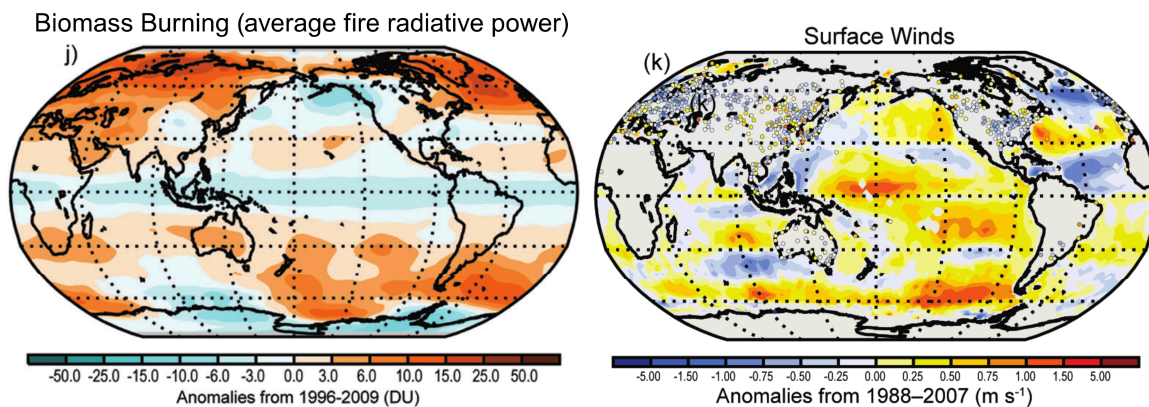 Biomass Burning (average fire radiative power)
j)
-50.0 -25.0 -15.0 -10.0 -6.0 -3.0 0.0 3.0 6.0 10.0 15.0 25.0 50.0
Anomalies from 1996-2009 (DU)
Surface Winds
(k)
(k)
-5.00 -1.50 -1.00 -0.75 -0.50 -0.25 0.00 0.25 0.50 0.75 1.00 1.50 5.00
Anomalies from 1988–2007 (m s⁻¹)